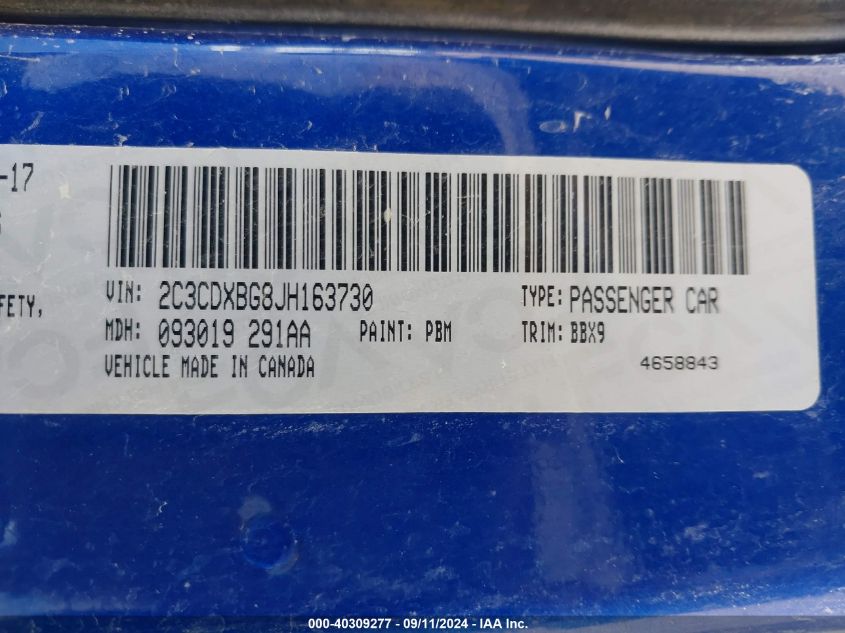 -17
FETY,
VIN: 2C3CDXBG8JH163730 TYPE: PASSENGER CAR
MDH: 093019 291AA PAINT: PBM TRIM: BBX9
VEHICLE MADE IN CANADA 4658843
000-40309277 - 09/11/2024 - IAA Inc.